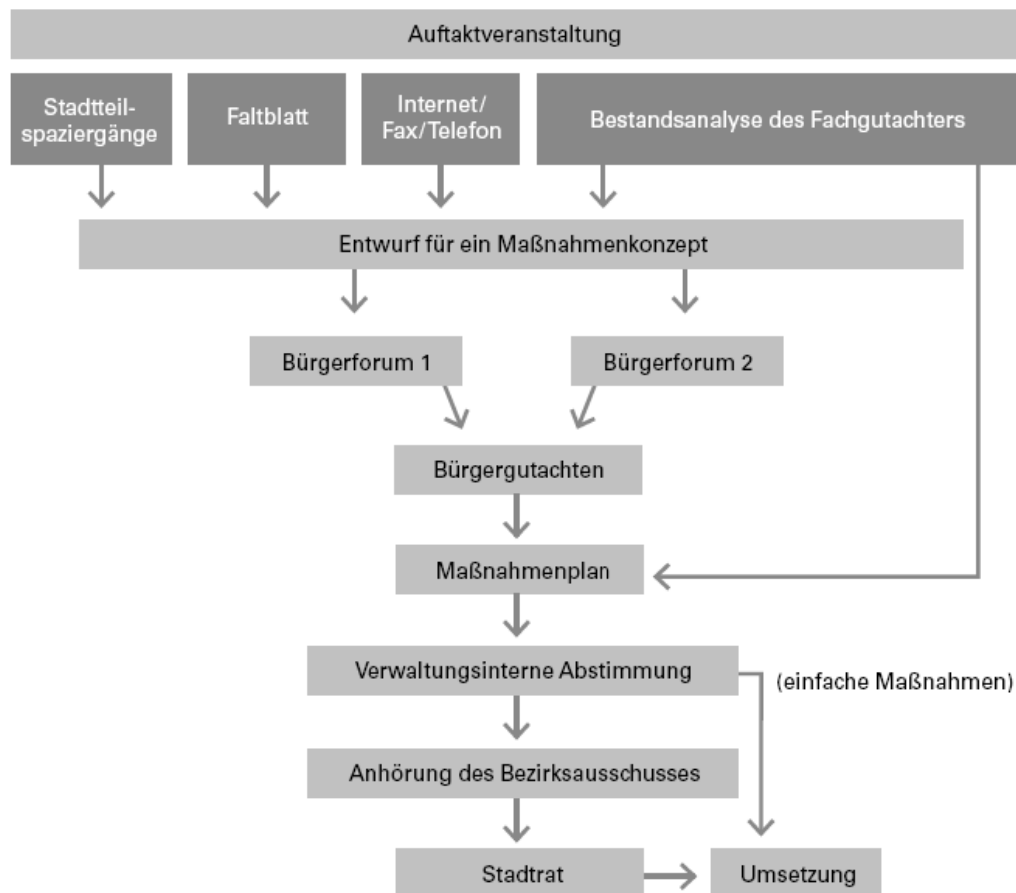 Auftaktveranstaltung
Stadtteil-
spaziergänge
Faltblatt
Internet/
Fax/Telefon
Bestandsanalyse des Fachgutachters
Entwurf für ein Maßnahmenkonzept
Bürgerforum 1
Bürgerforum 2
Bürgergutachten
Maßnahmenplan
Verwaltungsinterne Abstimmung
(einfache Maßnahmen)
Anhörung des Bezirksausschusses
Stadtrat
Umsetzung